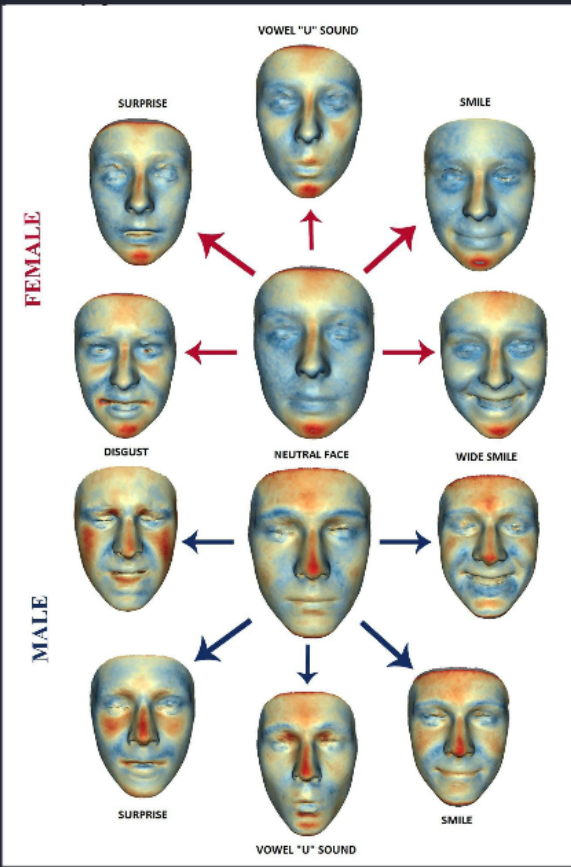 VOWEL "U" SOUND
SURPRISE
SMILE
FEMALE
DISGUST
NEUTRAL FACE
WIDE SMILE
MALE
SURPRISE
SMILE
VOWEL "U" SOUND